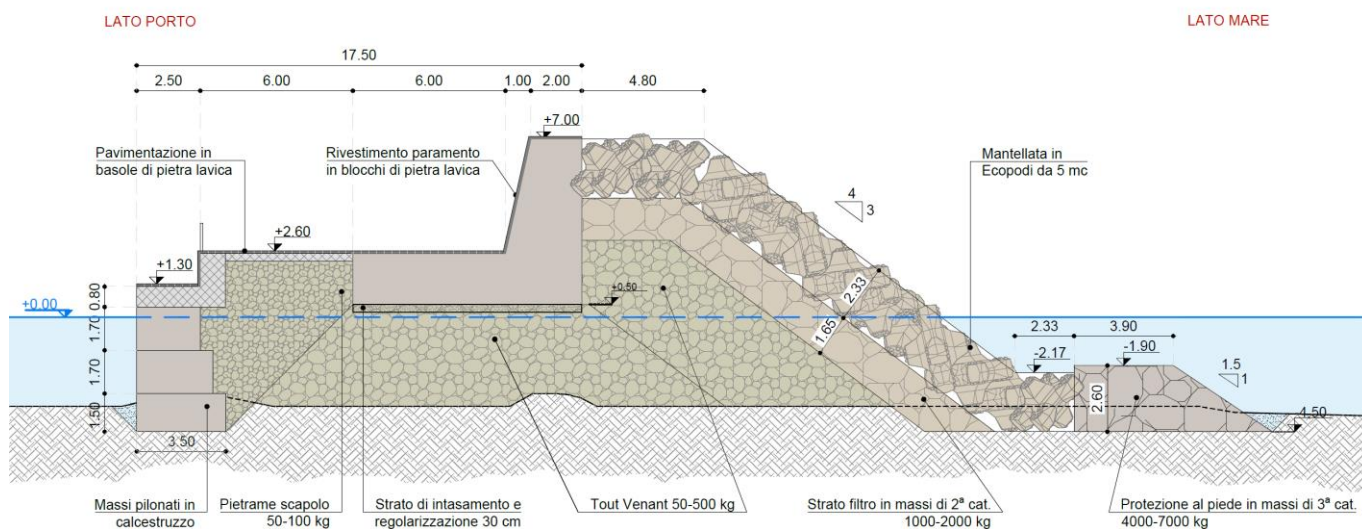 LATO PORTO
LATO MARE
17.50
2.50
6.00
6.00
1.00
2.00
4.80
+7.00
Pavimentazione in
basole di pietra lavica
Rivestimento paramento
in blocchi di pietra lavica
Mantellata in
Ecopodi da 5 mc
4
3
+2.60
+1.30
+0.00
+0.50
0.80
1.70
1.70
1.50
3.50
2.33
1.65
2.33
3.90
-2.17
-1.90
1.5
1
2.60
-4.50
Massi pilonati in
calcestruzzo
Pietrame scapolo
50-100 kg
Strato di intasamento e
regolarizzazione 30 cm
Tout Venant 50-500 kg
Strato filtro in massi di 2ª cat.
1000-2000 kg
Protezione al piede in massi di 3ª cat.
4000-7000 kg